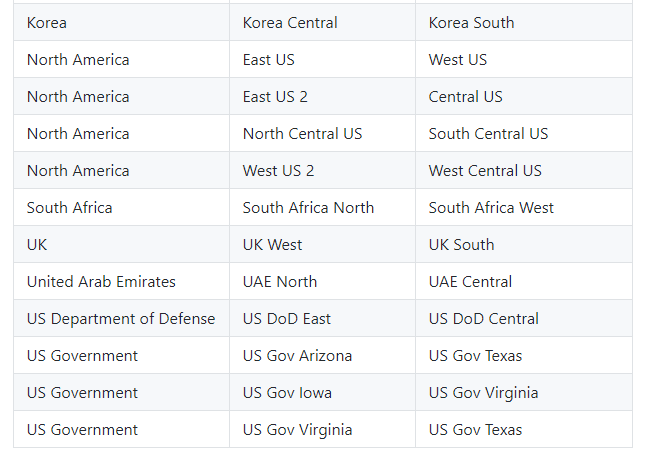 Korea Korea Central Korea South
North America East US West US
North America East US 2 Central US
North America North Central US South Central US
North America West US 2 West Central US
South Africa South Africa North South Africa West
UK UK West UK South
United Arab Emirates UAE North UAE Central
US Department of Defense US DoD East US DoD Central
US Government US Gov Arizona US Gov Texas
US Government US Gov Iowa US Gov Virginia
US Government US Gov Virginia US Gov Texas